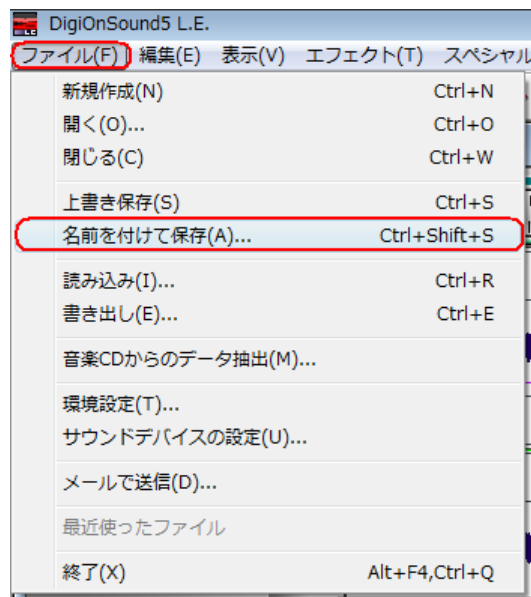 DigiOnSound5 L.E.
ファイル(F) 編集(E) 表示(V) エフェクト(T) スペシャル
新規作成(N) Ctrl+N
開く(O)... Ctrl+O
閉じる(C) Ctrl+W
上書き保存(S) Ctrl+S
名前を付けて保存(A)... Ctrl+Shift+S
読み込み(I)... Ctrl+R
書き出し(E)... Ctrl+E
音楽CDからのデータ抽出(M)...
環境設定(T)...
サウンドデバイスの設定(U)...
メールで送信(D)...
最近使ったファイル
終了(X) Alt+F4,Ctrl+Q